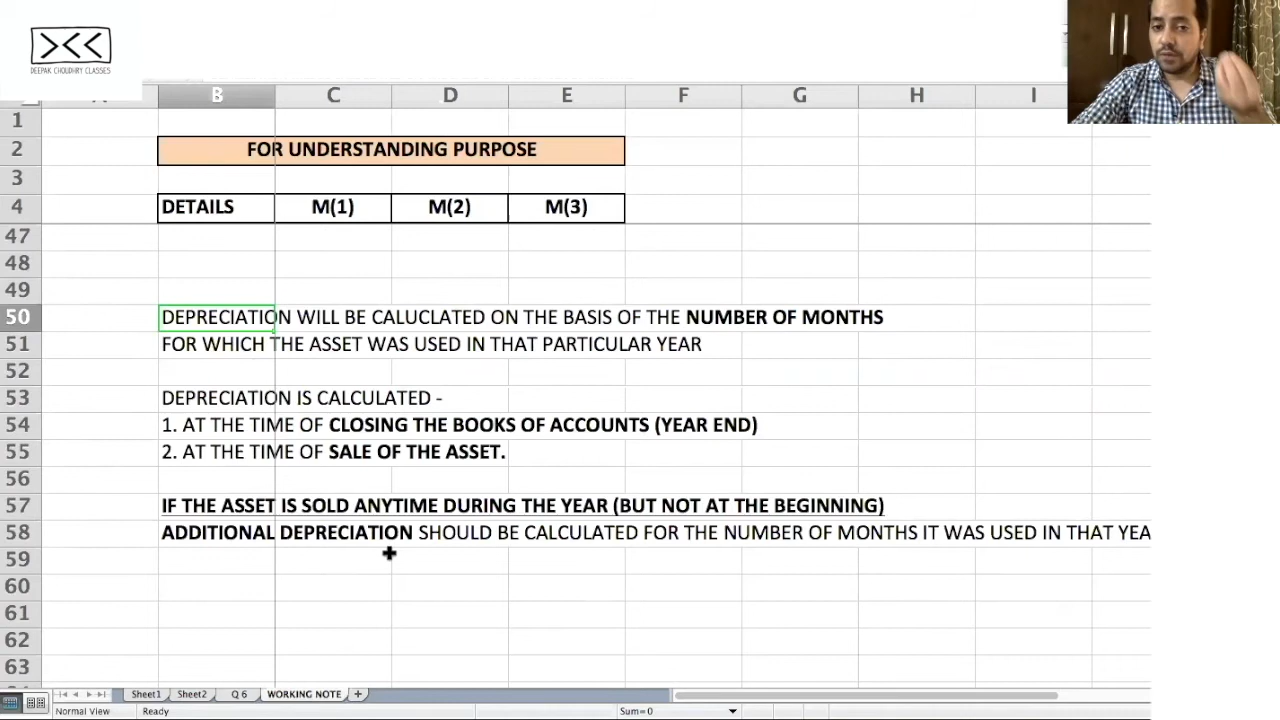 DEEPAK CHOUDHRY CLASSES
B C D E F G H I
1
2 FOR UNDERSTANDING PURPOSE
3
4 DETAILS M(1) M(2) M(3)
47
48
49
50 DEPRECIATION WILL BE CALUCLATED ON THE BASIS OF THE NUMBER OF MONTHS
51 FOR WHICH THE ASSET WAS USED IN THAT PARTICULAR YEAR
52
53 DEPRECIATION IS CALCULATED -
54 1. AT THE TIME OF CLOSING THE BOOKS OF ACCOUNTS (YEAR END)
55 2. AT THE TIME OF SALE OF THE ASSET.
56
57 IF THE ASSET IS SOLD ANYTIME DURING THE YEAR (BUT NOT AT THE BEGINNING)
58 ADDITIONAL DEPRECIATION SHOULD BE CALCULATED FOR THE NUMBER OF MONTHS IT WAS USED IN THAT YEA
59
60
61
62
63
Sheet1 Sheet2 Q 6 WORKING NOTE +
Normal View Ready Sum=0